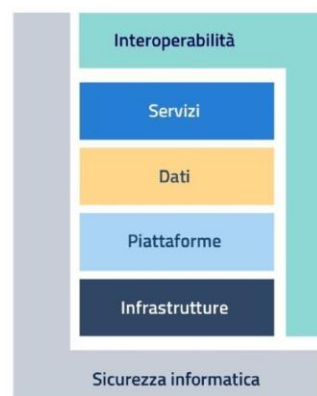 Interoperabilità
Servizi
Dati
Piattaforme
Infrastrutture
Sicurezza informatica